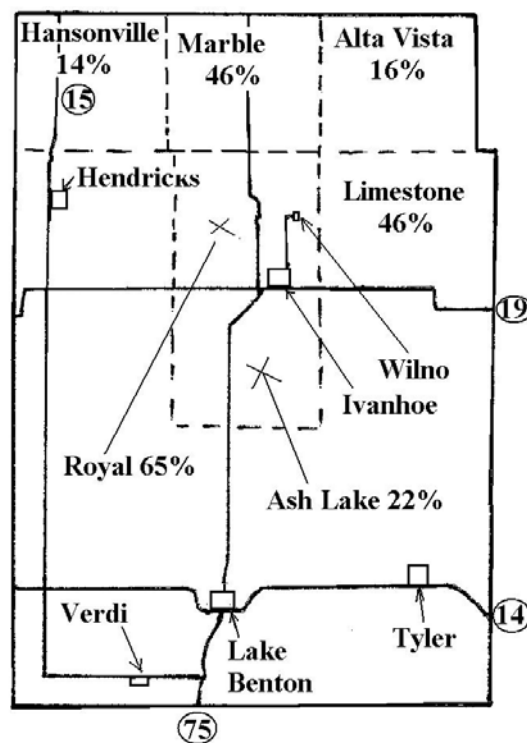 Hansonville
14%
Marble
46%
Alta Vista
16%
15
Hendricks
Limestone
46%
19
Wilno
Ivanhoe
Royal 65%
Ash Lake 22%
Verdi
Lake
Benton
Tyler
14
75